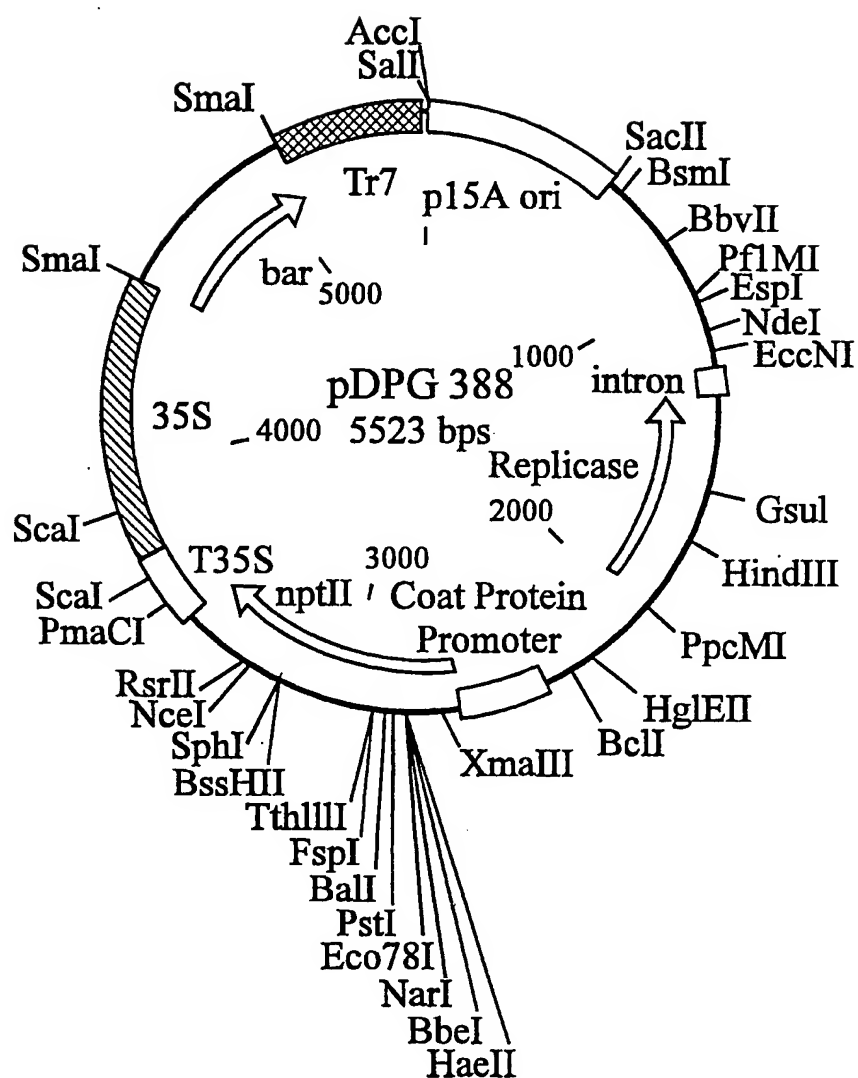 AccI
SalI
SmaI
SacII
BsmI
Tr7
p15A ori
BbvII
SmaI
bar
5000
Pf1MI
EspI
NdeI
EccNI
1000
intron
pDPG 388
5523 bps
35S
4000
Replicase
2000
GsuI
HindIII
ScaI
T35S
3000
nptII
Coat Protein
Promoter
ScaI
PmaCI
PpcMI
RsrII
NceI
HglEII
SphI
BclI
BssHII
XmaIII
TthlllI
FspI
BalI
PstI
Eco78I
NarI
BbeI
HaeII